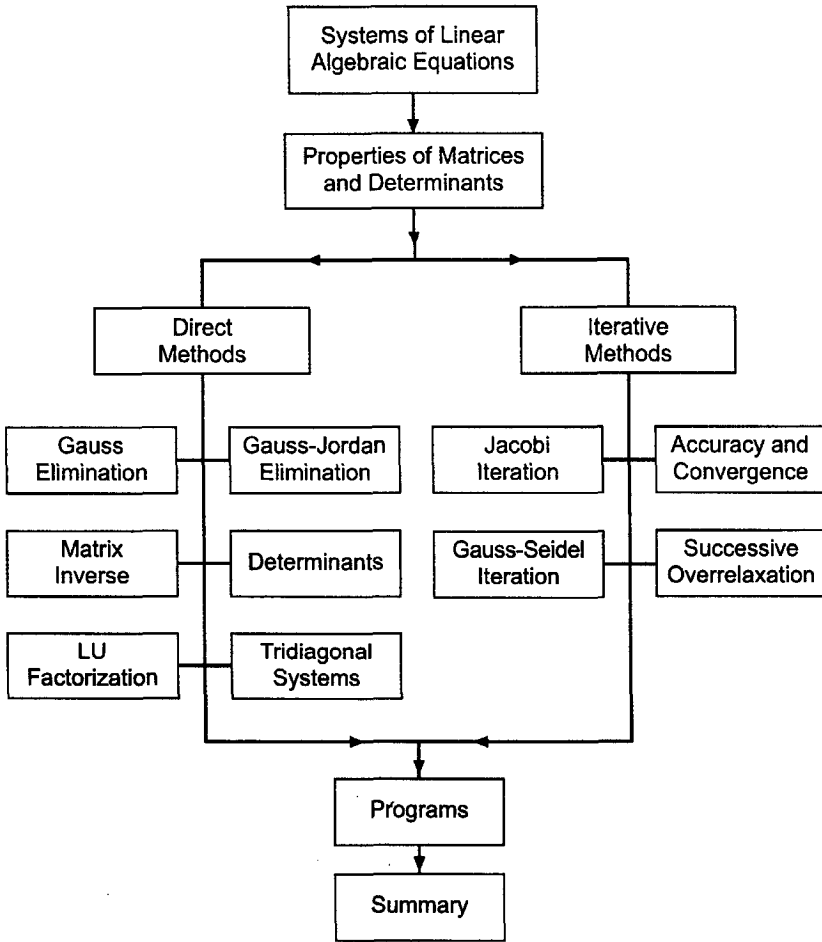 Systems of Linear
Algebraic Equations
Properties of Matrices
and Determinants
Direct
Methods
Iterative
Methods
Gauss
Elimination
Gauss-Jordan
Elimination
Jacobi
Iteration
Accuracy and
Convergence
Matrix
Inverse
Determinants
Gauss-Seidel
Iteration
Successive
Overrelaxation
LU
Factorization
Tridiagonal
Systems
Programs
Summary